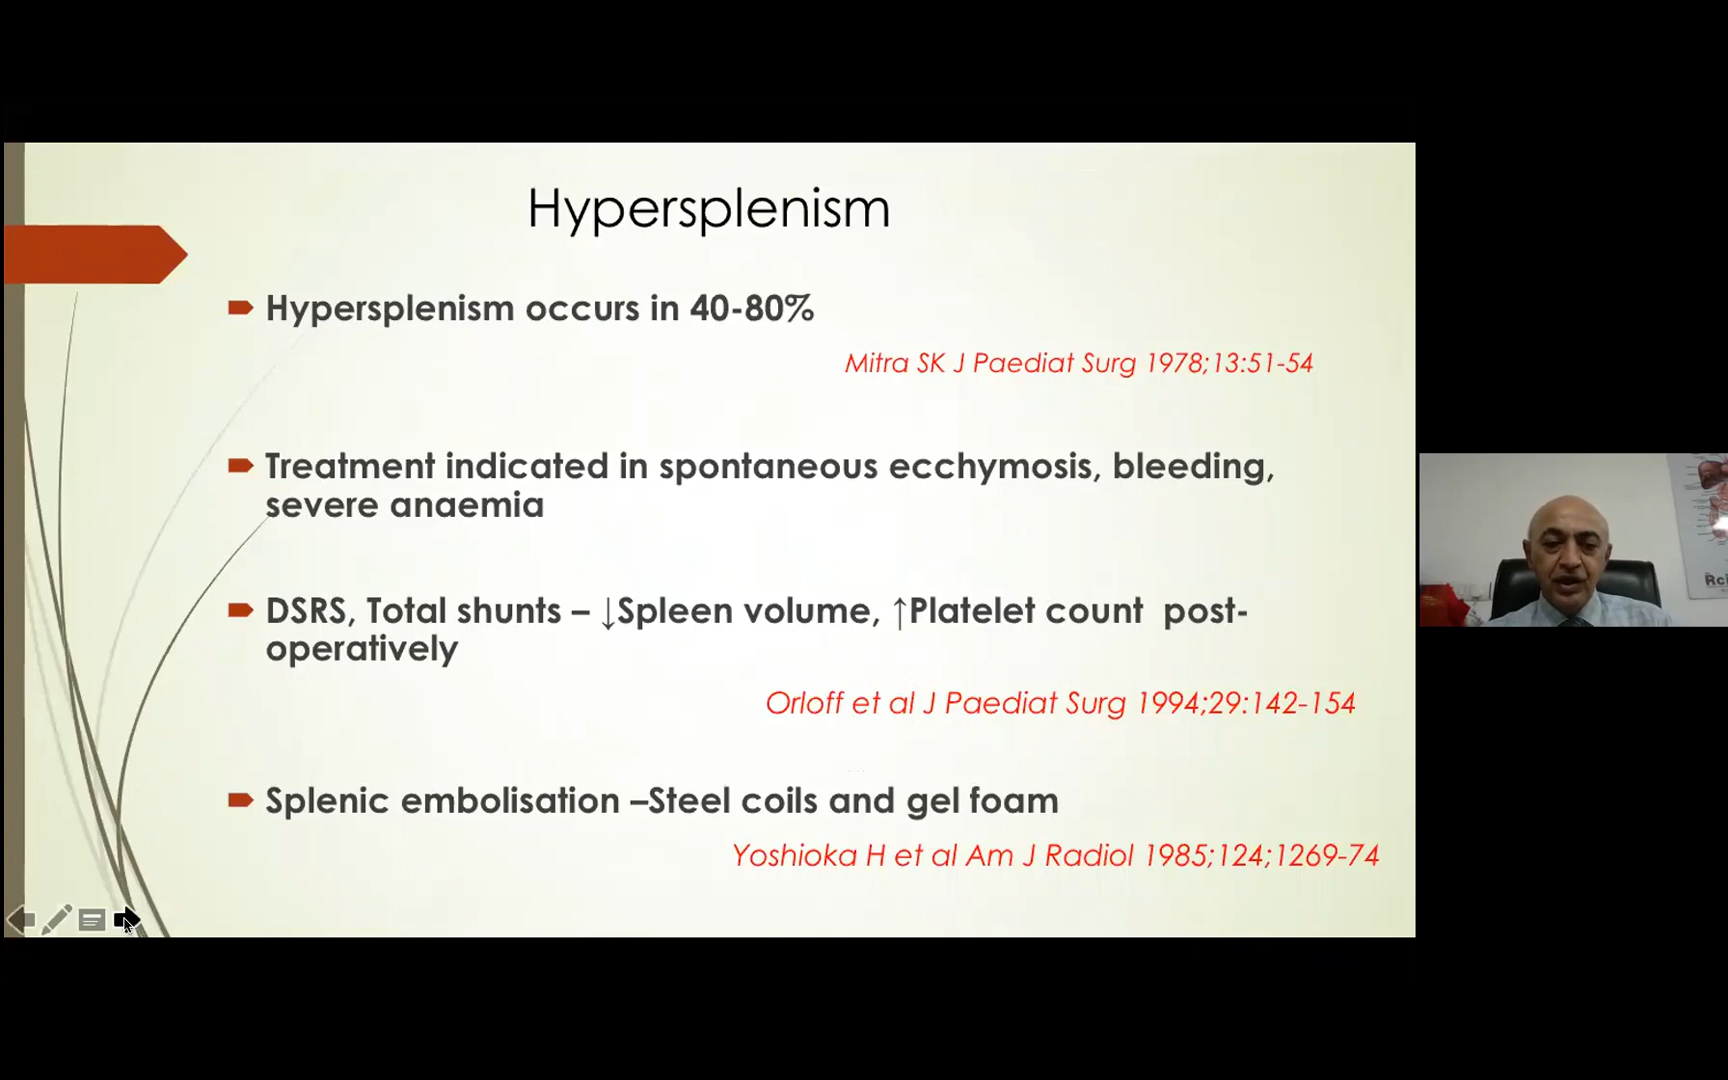 Hypersplenism
Hypersplenism occurs in 40-80%
Mitra SK J Paediat Surg 1978;13:51-54
Treatment indicated in spontaneous ecchymosis, bleeding,
severe anaemia
DSRS, Total shunts – ↓Spleen volume, ↑Platelet count post-
operatively
Orloff et al J Paediat Surg 1994;29:142-154
Splenic embolisation –Steel coils and gel foam
Yoshioka H et al Am J Radiol 1985;124;1269-74